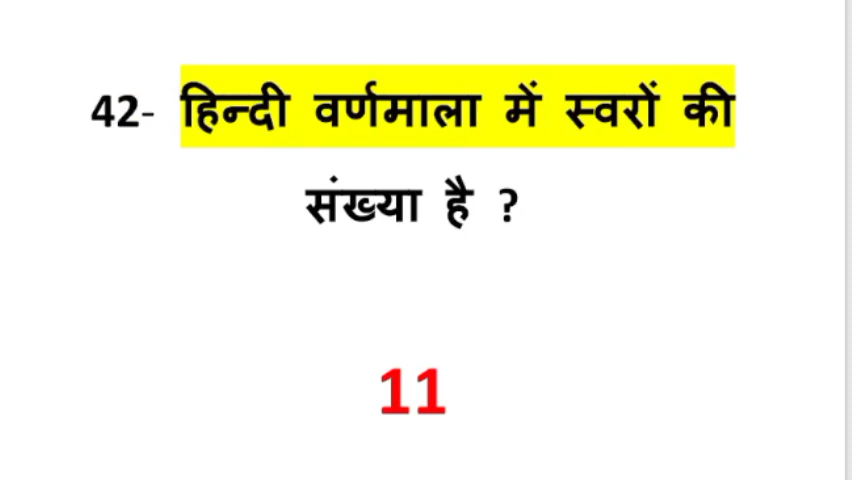 42- हिन्दी वर्णमाला में स्वरों की
संख्या है ?
11